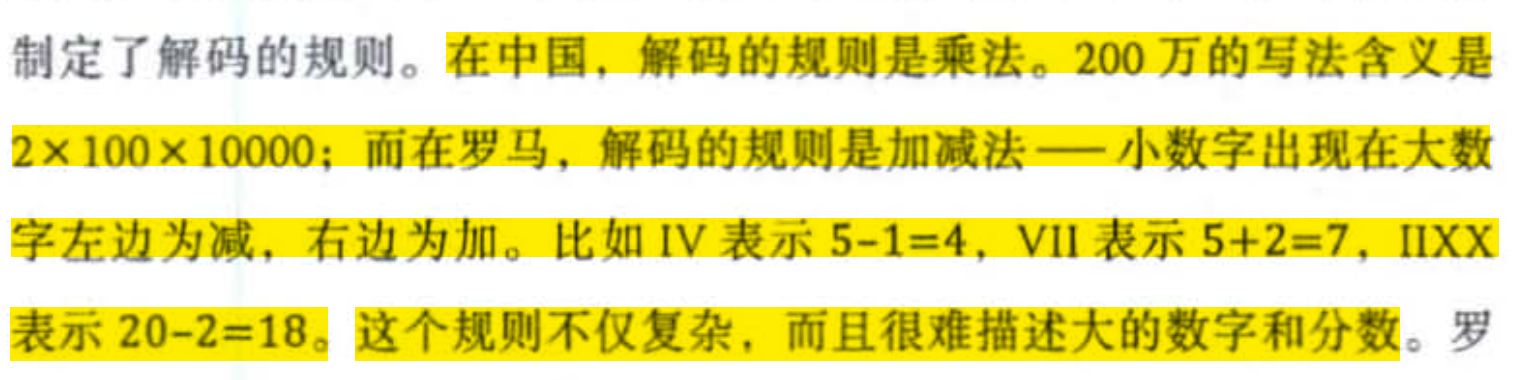 制定了解码的规则。在中国，解码的规则是乘法。200 万的写法含义是
2×100×10000；而在罗马，解码的规则是加减法——小数字出现在大数
字左边为减，右边为加。比如 IV 表示 5-1=4，VII 表示 5+2=7，IIXX
表示 20-2=18。这个规则不仅复杂，而且很难描述大的数字和分数。罗